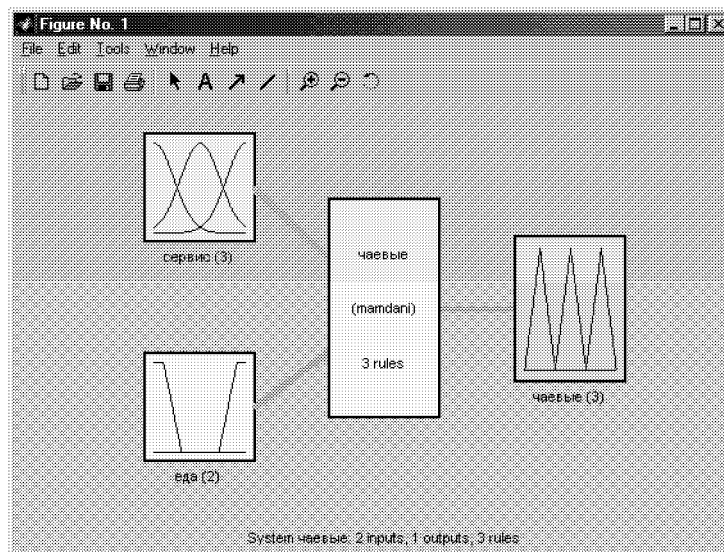 Figure No. 1
File Edit Tools Window Help
A
сервис (3)
еда (2)
чаевые
(mamdani)
3 rules
чаевые (3)
System чаевые: 2 inputs, 1 outputs, 3 rules